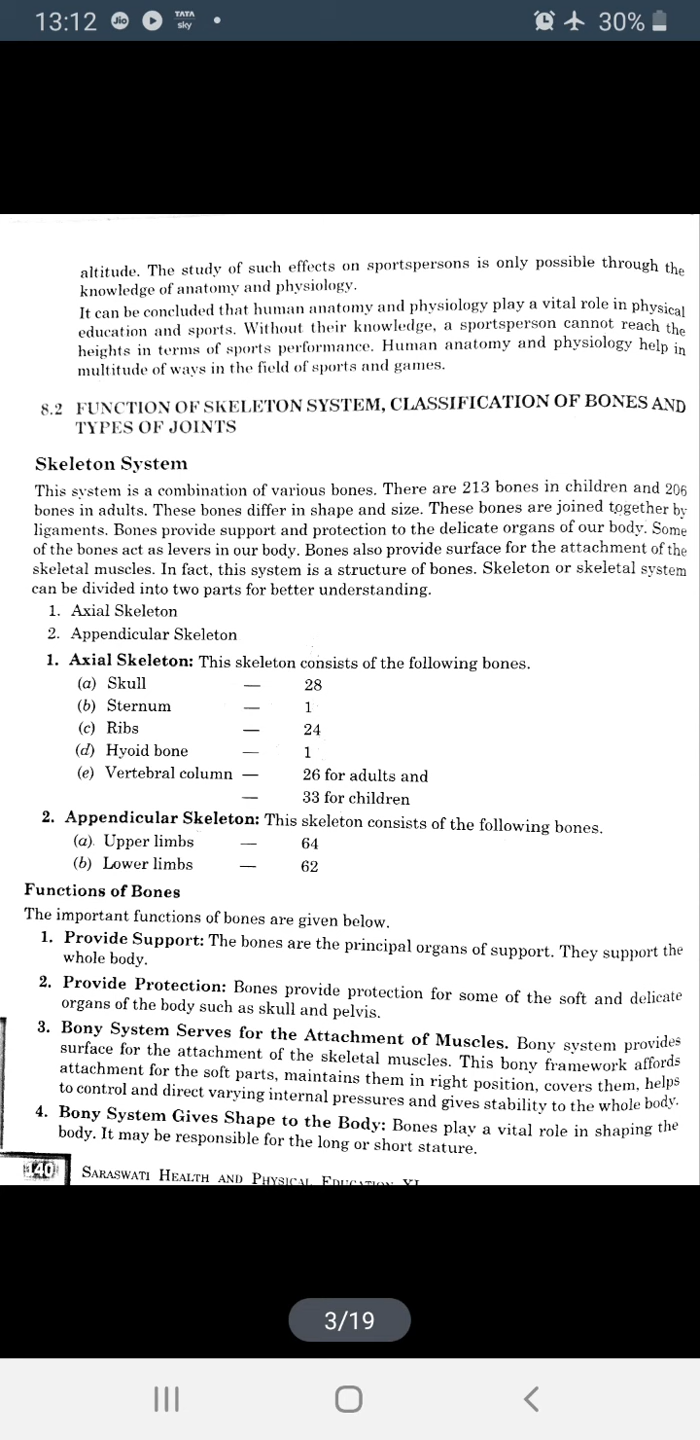 13:12 Jio TATA sky 30%
altitude. The study of such effects on sportspersons is only possible through the
knowledge of anatomy and physiology.
It can be concluded that human anatomy and physiology play a vital role in physical
education and sports. Without their knowledge, a sportsperson cannot reach the
heights in terms of sports performance. Human anatomy and physiology help in
multitude of ways in the field of sports and games.
8.2 FUNCTION OF SKELETON SYSTEM, CLASSIFICATION OF BONES AND
TYPES OF JOINTS
Skeleton System
This system is a combination of various bones. There are 213 bones in children and 206
bones in adults. These bones differ in shape and size. These bones are joined together by
ligaments. Bones provide support and protection to the delicate organs of our body. Some
of the bones act as levers in our body. Bones also provide surface for the attachment of the
skeletal muscles. In fact, this system is a structure of bones. Skeleton or skeletal system
can be divided into two parts for better understanding.
1. Axial Skeleton
2. Appendicular Skeleton
1. Axial Skeleton: This skeleton consists of the following bones.
(a) Skull — 28
(b) Sternum — 1
(c) Ribs — 24
(d) Hyoid bone — 1
(e) Vertebral column — 26 for adults and
— 33 for children
2. Appendicular Skeleton: This skeleton consists of the following bones.
(a). Upper limbs — 64
(b) Lower limbs — 62
Functions of Bones
The important functions of bones are given below.
1. Provide Support: The bones are the principal organs of support. They support the
whole body.
2. Provide Protection: Bones provide protection for some of the soft and delicate
organs of the body such as skull and pelvis.
3. Bony System Serves for the Attachment of Muscles. Bony system provides
surface for the attachment of the skeletal muscles. This bony framework affords
attachment for the soft parts, maintains them in right position, covers them, helps
to control and direct varying internal pressures and gives stability to the whole body.
4. Bony System Gives Shape to the Body: Bones play a vital role in shaping the
body. It may be responsible for the long or short stature.
140 SARASWATI HEALTH AND PHYSICAL EDUCATION XI
3/19